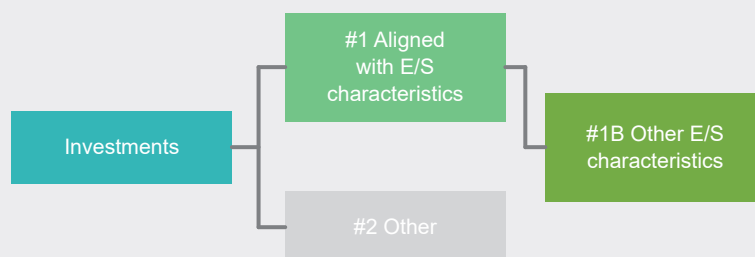 #1 Aligned
with E/S
characteristics
Investments
#1B Other E/S
characteristics
#2 Other